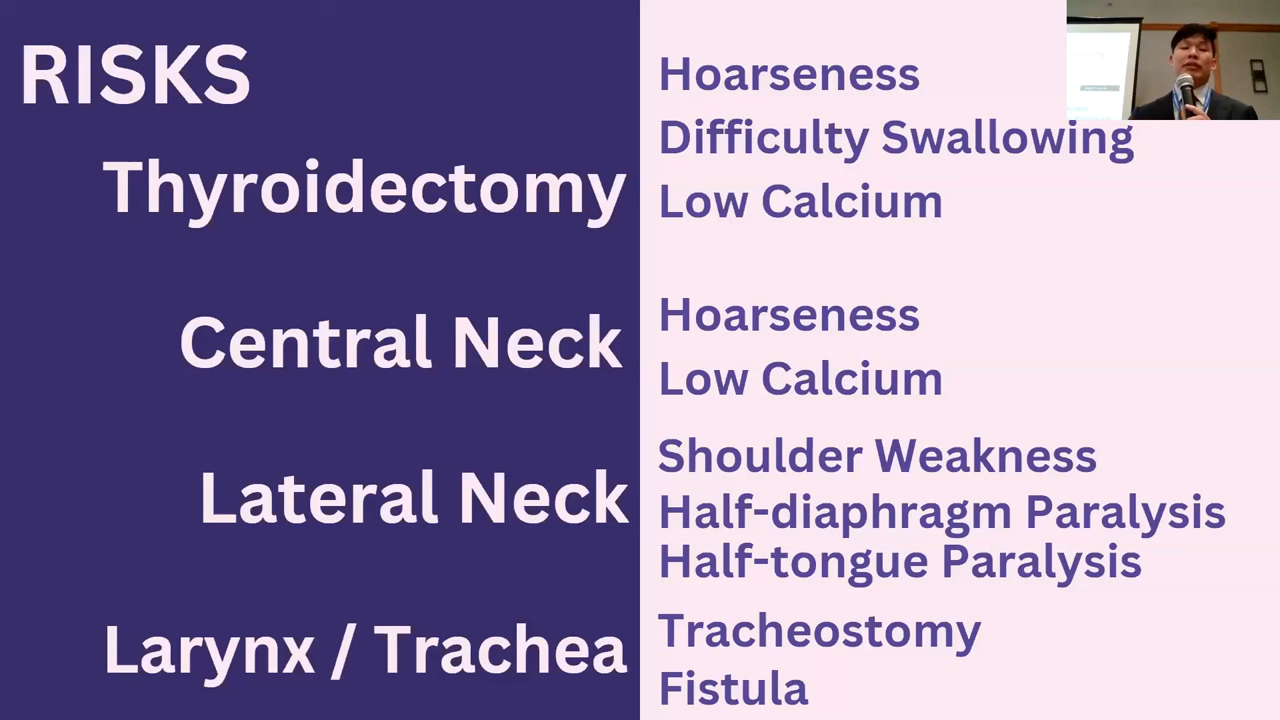 RISKS
Thyroidectomy
Hoarseness
Difficulty Swallowing
Low Calcium
Central Neck
Hoarseness
Low Calcium
Lateral Neck
Shoulder Weakness
Half-diaphragm Paralysis
Half-tongue Paralysis
Larynx / Trachea
Tracheostomy
Fistula